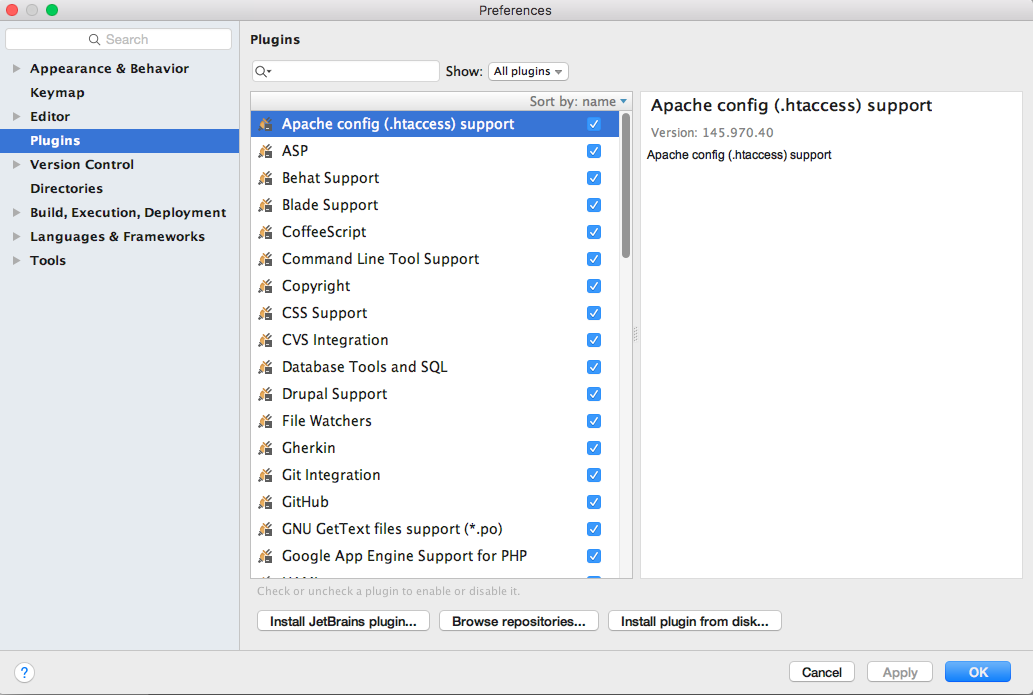 Preferences
Search
Appearance & Behavior
Keymap
Editor
Plugins
Version Control
Directories
Build, Execution, Deployment
Languages & Frameworks
Tools
Plugins
Show: All plugins
Sort by: name
Apache config (.htaccess) support
ASP
Behat Support
Blade Support
CoffeeScript
Command Line Tool Support
Copyright
CSS Support
CVS Integration
Database Tools and SQL
Drupal Support
File Watchers
Gherkin
Git Integration
GitHub
GNU GetText files support (*.po)
Google App Engine Support for PHP
Check or uncheck a plugin to enable or disable it.
Install JetBrains plugin... Browse repositories... Install plugin from disk...
Apache config (.htaccess) support
Version: 145.970.40
Apache config (.htaccess) support
? Cancel Apply OK